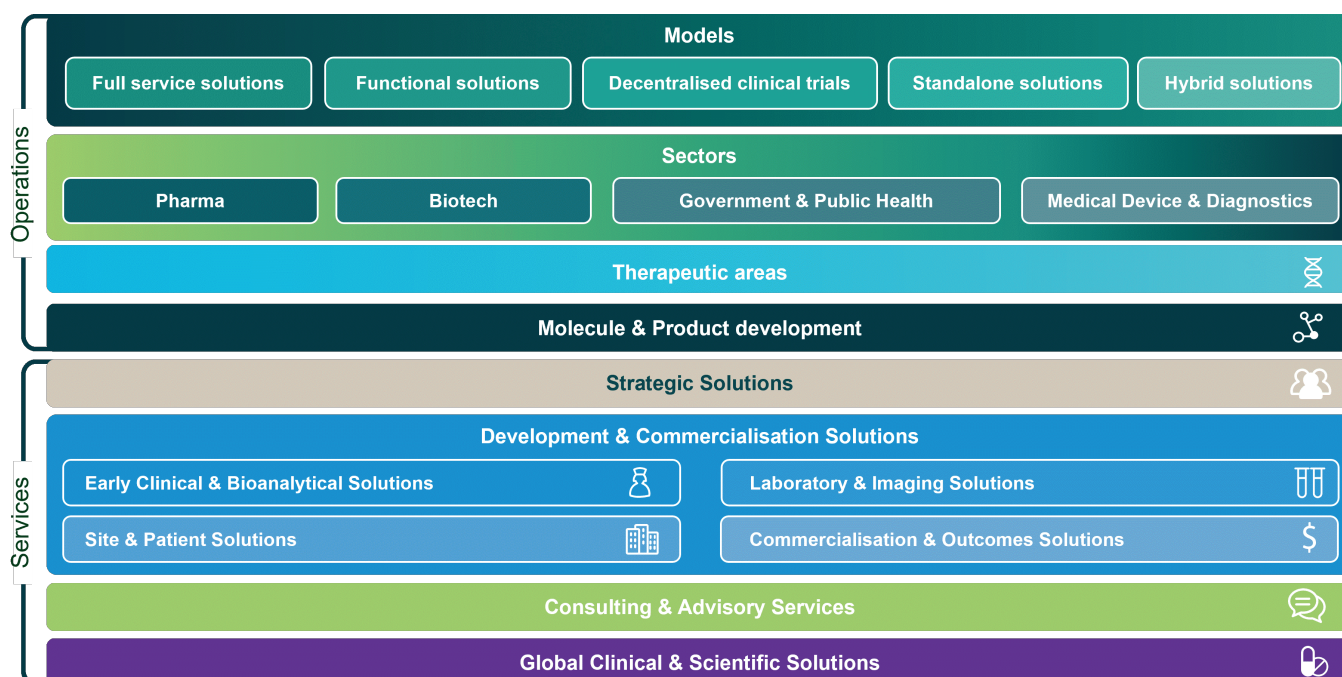 Operations
Models
Full service solutions
Functional solutions
Decentralised clinical trials
Standalone solutions
Hybrid solutions
Sectors
Pharma
Biotech
Government & Public Health
Medical Device & Diagnostics
Therapeutic areas
Molecule & Product development
Services
Strategic Solutions
Development & Commercialisation Solutions
Early Clinical & Bioanalytical Solutions
Laboratory & Imaging Solutions
Site & Patient Solutions
Commercialisation & Outcomes Solutions
$
Consulting & Advisory Services
Global Clinical & Scientific Solutions